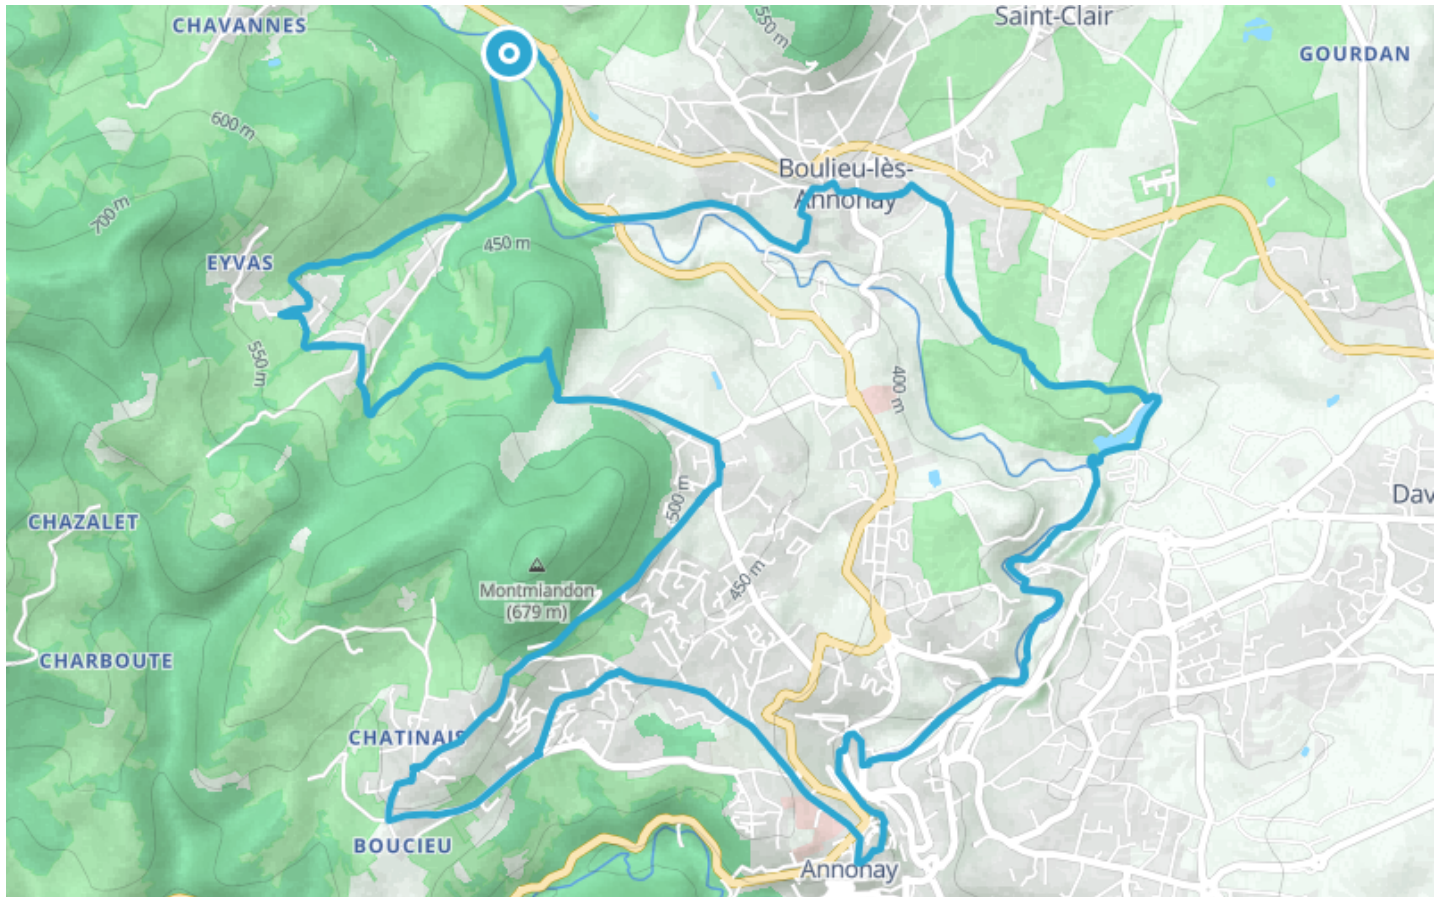 CHAVANNES
550 m
Saint-Clair
GOURDAN
600 m
Boulieu-lès-
Annonay
700 m
450 m
EYVAS
550 m
400 m
500 m
CHAZALET
Dav
450 m
Montmiandon
(679 m)
CHARBOUTE
CHATINAIS
BOUCIEU
Annonay